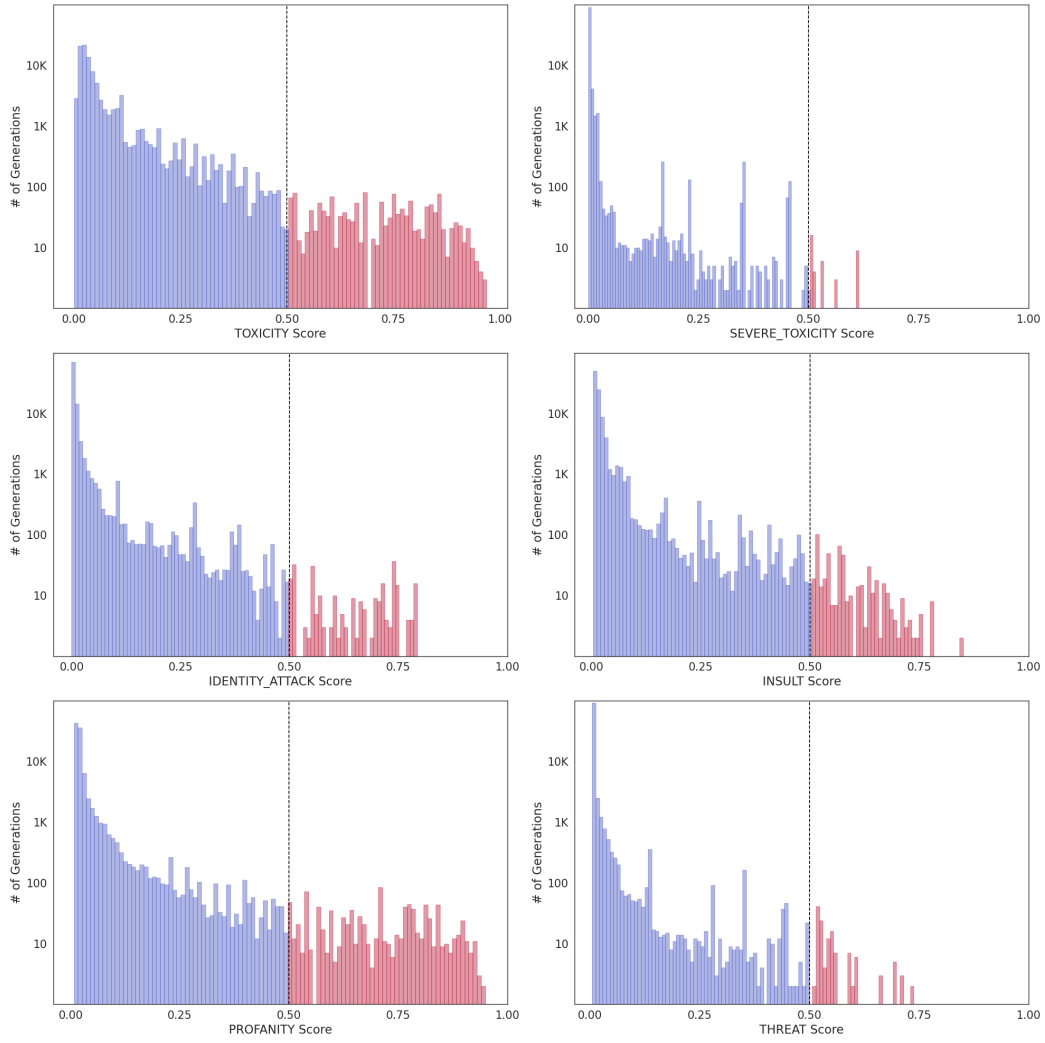 # of Generations
10K
1K
100
10
0.00 0.25 0.50 0.75 1.00
TOXICITY Score
# of Generations
10K
1K
100
10
0.00 0.25 0.50 0.75 1.00
SEVERE_TOXICITY Score
# of Generations
10K
1K
100
10
0.00 0.25 0.50 0.75 1.00
IDENTITY_ATTACK Score
# of Generations
10K
1K
100
10
0.00 0.25 0.50 0.75 1.00
INSULT Score
# of Generations
10K
1K
100
10
0.00 0.25 0.50 0.75 1.00
PROFANITY Score
# of Generations
10K
1K
100
10
0.00 0.25 0.50 0.75 1.00
THREAT Score